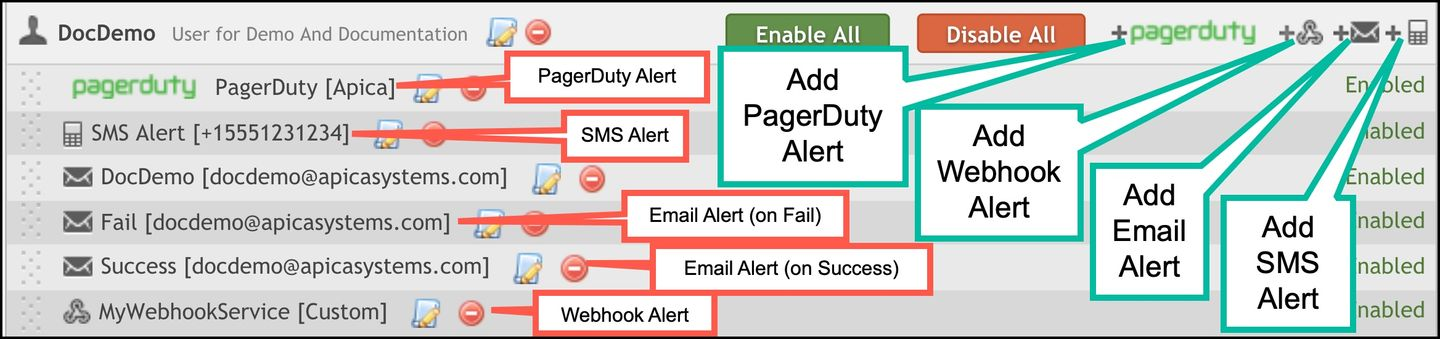 DocDemo User for Demo And Documentation Enable All Disable All +pagerduty + + +
pagerduty PagerDuty [Apica] PagerDuty Alert Enabled
SMS Alert [+15551231234] SMS Alert nabled
DocDemo [docdemo@apicasystems.com] Enabled
Fail [docdemo@apicasystems.com] Email Alert (on Fail) nabled
Success [docdemo@apicasystems.com] Email Alert (on Success) nabled
MyWebhookService [Custom] Webhook Alert nabled
Add
PagerDuty
Alert
Add
Webhook
Alert
Add
Email
Alert
Add
SMS
Alert